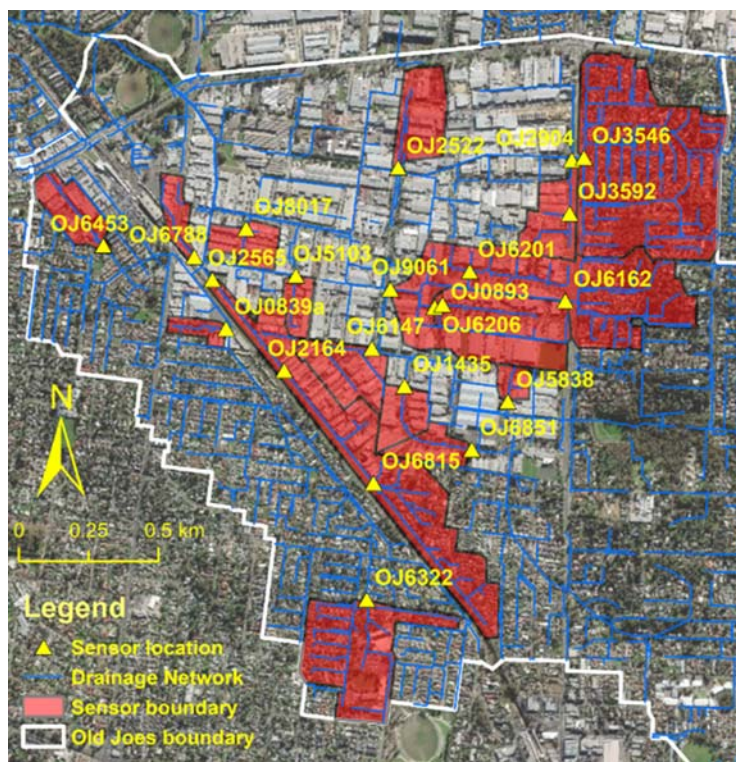 OJ2522
OJ2904
OJ3546
OJ3592
OJ8017
OJ6453
OJ6788
OJ2565
OJ5103
OJ9061
OJ6201
OJ6162
OJ0893
OJ0839a
OJ6206
OJ6147
OJ2164
OJ1435
OJ5838
OJ6851
OJ6815
OJ6322
N
0 0.25 0.5 km
Legend
Sensor location
Drainage Network
Sensor boundary
Old Joes boundary